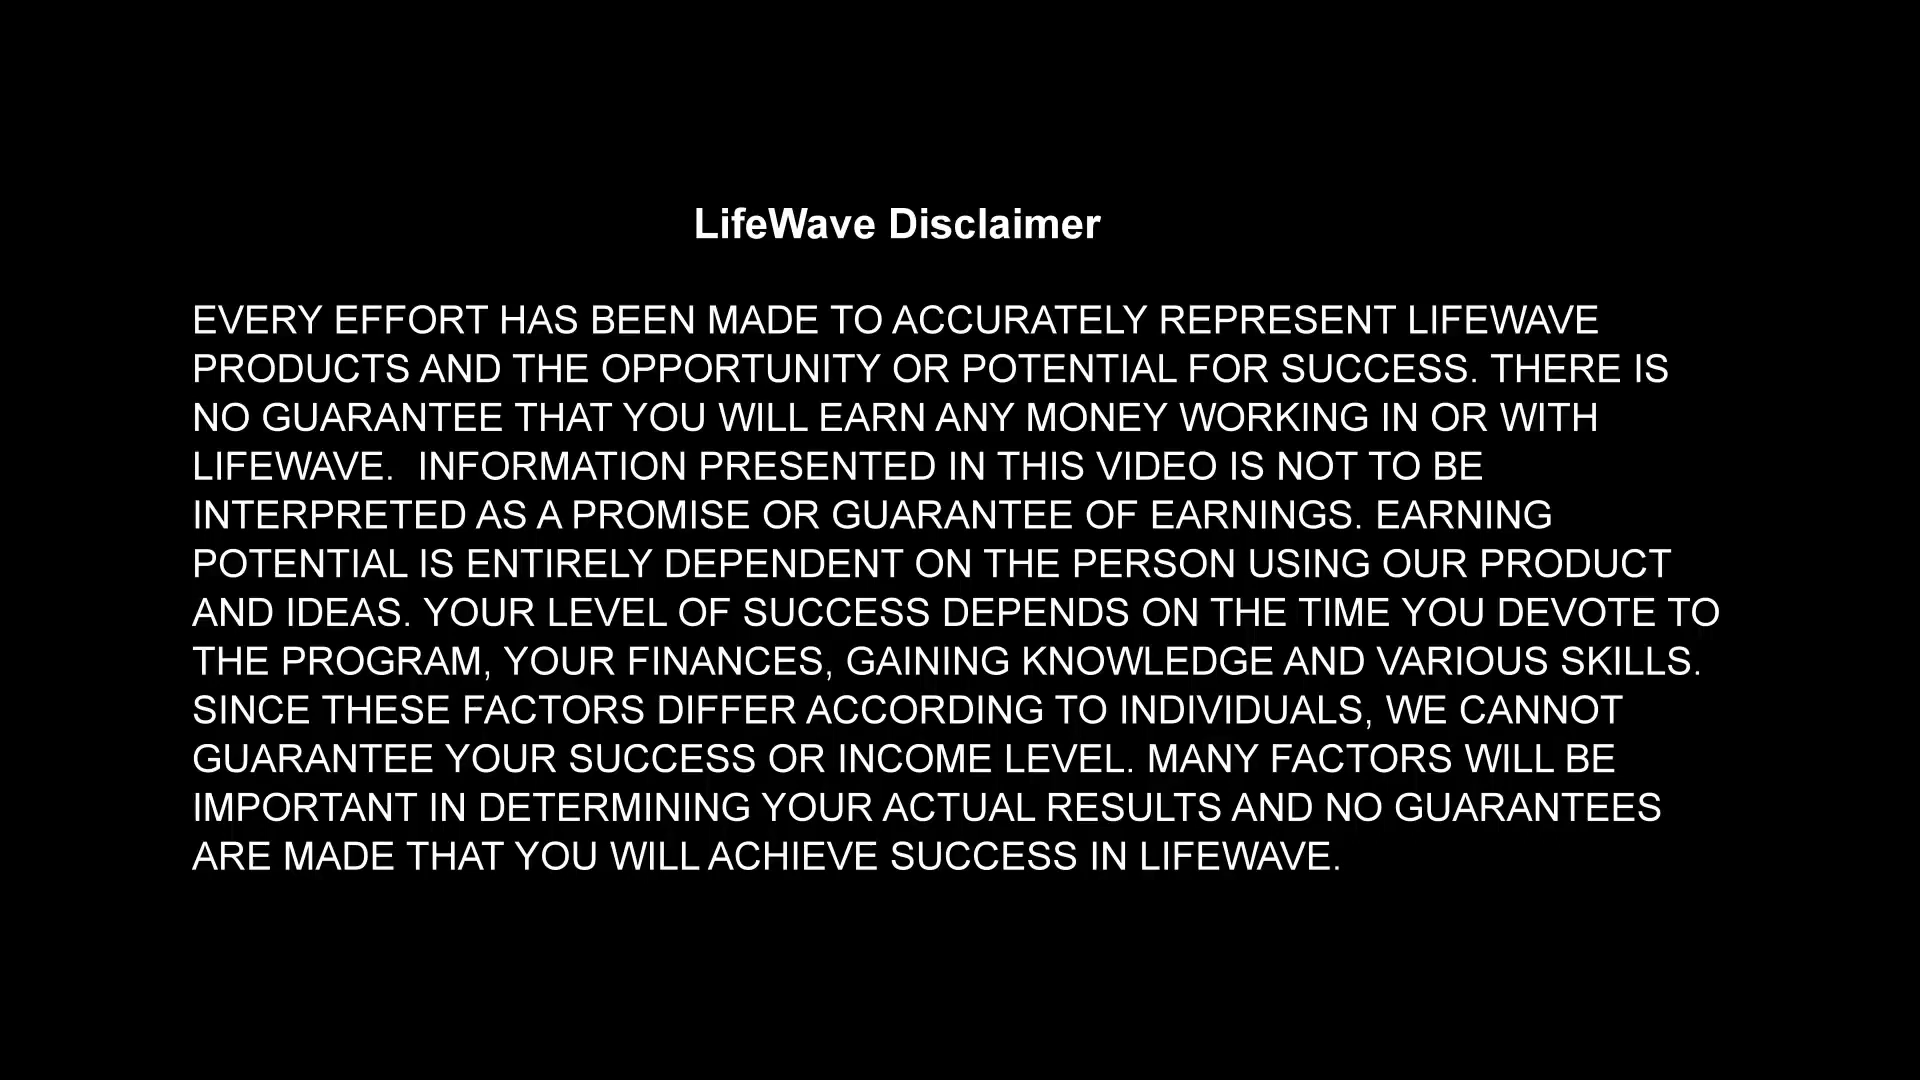 LifeWave Disclaimer
EVERY EFFORT HAS BEEN MADE TO ACCURATELY REPRESENT LIFEWAVE
PRODUCTS AND THE OPPORTUNITY OR POTENTIAL FOR SUCCESS. THERE IS
NO GUARANTEE THAT YOU WILL EARN ANY MONEY WORKING IN OR WITH
LIFEWAVE.  INFORMATION PRESENTED IN THIS VIDEO IS NOT TO BE
INTERPRETED AS A PROMISE OR GUARANTEE OF EARNINGS. EARNING
POTENTIAL IS ENTIRELY DEPENDENT ON THE PERSON USING OUR PRODUCT
AND IDEAS. YOUR LEVEL OF SUCCESS DEPENDS ON THE TIME YOU DEVOTE TO
THE PROGRAM, YOUR FINANCES, GAINING KNOWLEDGE AND VARIOUS SKILLS.
SINCE THESE FACTORS DIFFER ACCORDING TO INDIVIDUALS, WE CANNOT
GUARANTEE YOUR SUCCESS OR INCOME LEVEL. MANY FACTORS WILL BE
IMPORTANT IN DETERMINING YOUR ACTUAL RESULTS AND NO GUARANTEES
ARE MADE THAT YOU WILL ACHIEVE SUCCESS IN LIFEWAVE.